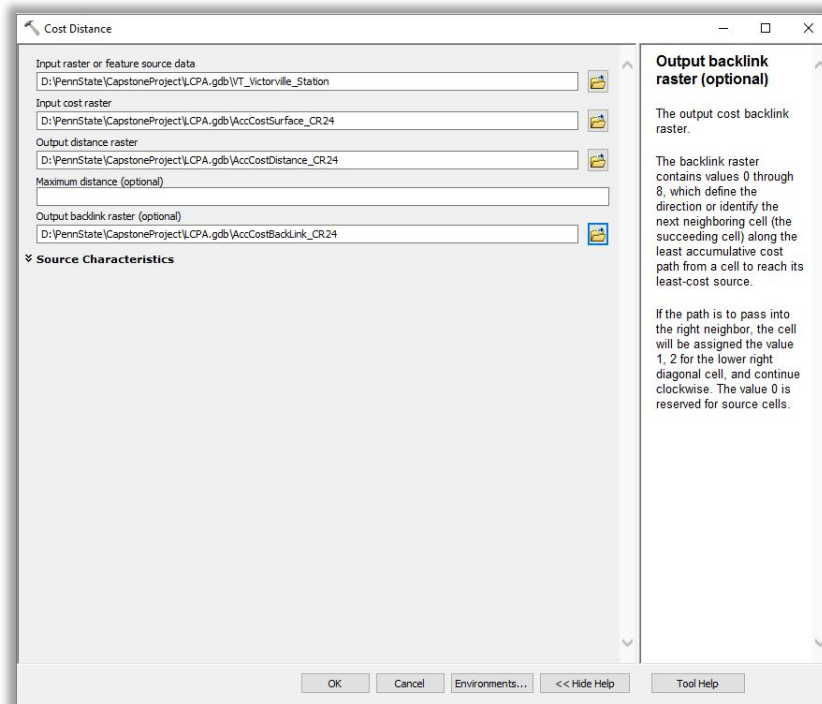 Cost Distance
Input raster or feature source data
D:\PennState\CapstoneProject\LCPA.gdb\VT_Victorville_Station
Input cost raster
D:\PennState\CapstoneProject\LCPA.gdb\AccCostSurface_CR24
Output distance raster
D:\PennState\CapstoneProject\LCPA.gdb\AccCostDistance_CR24
Maximum distance (optional)
Output backlink raster (optional)
D:\PennState\CapstoneProject\LCPA.gdb\AccCostBackLink_CR24
Source Characteristics
Output backlink
raster (optional)
The output cost backlink
raster.
The backlink raster
contains values 0 through
8, which define the
direction or identify the
next neighboring cell (the
succeeding cell) along the
least accumulative cost
path from a cell to reach its
least-cost source.
If the path is to pass into
the right neighbor, the cell
will be assigned the value
1, 2 for the lower right
diagonal cell, and continue
clockwise. The value 0 is
reserved for source cells.
OK
Cancel
Environments...
<< Hide Help
Tool Help